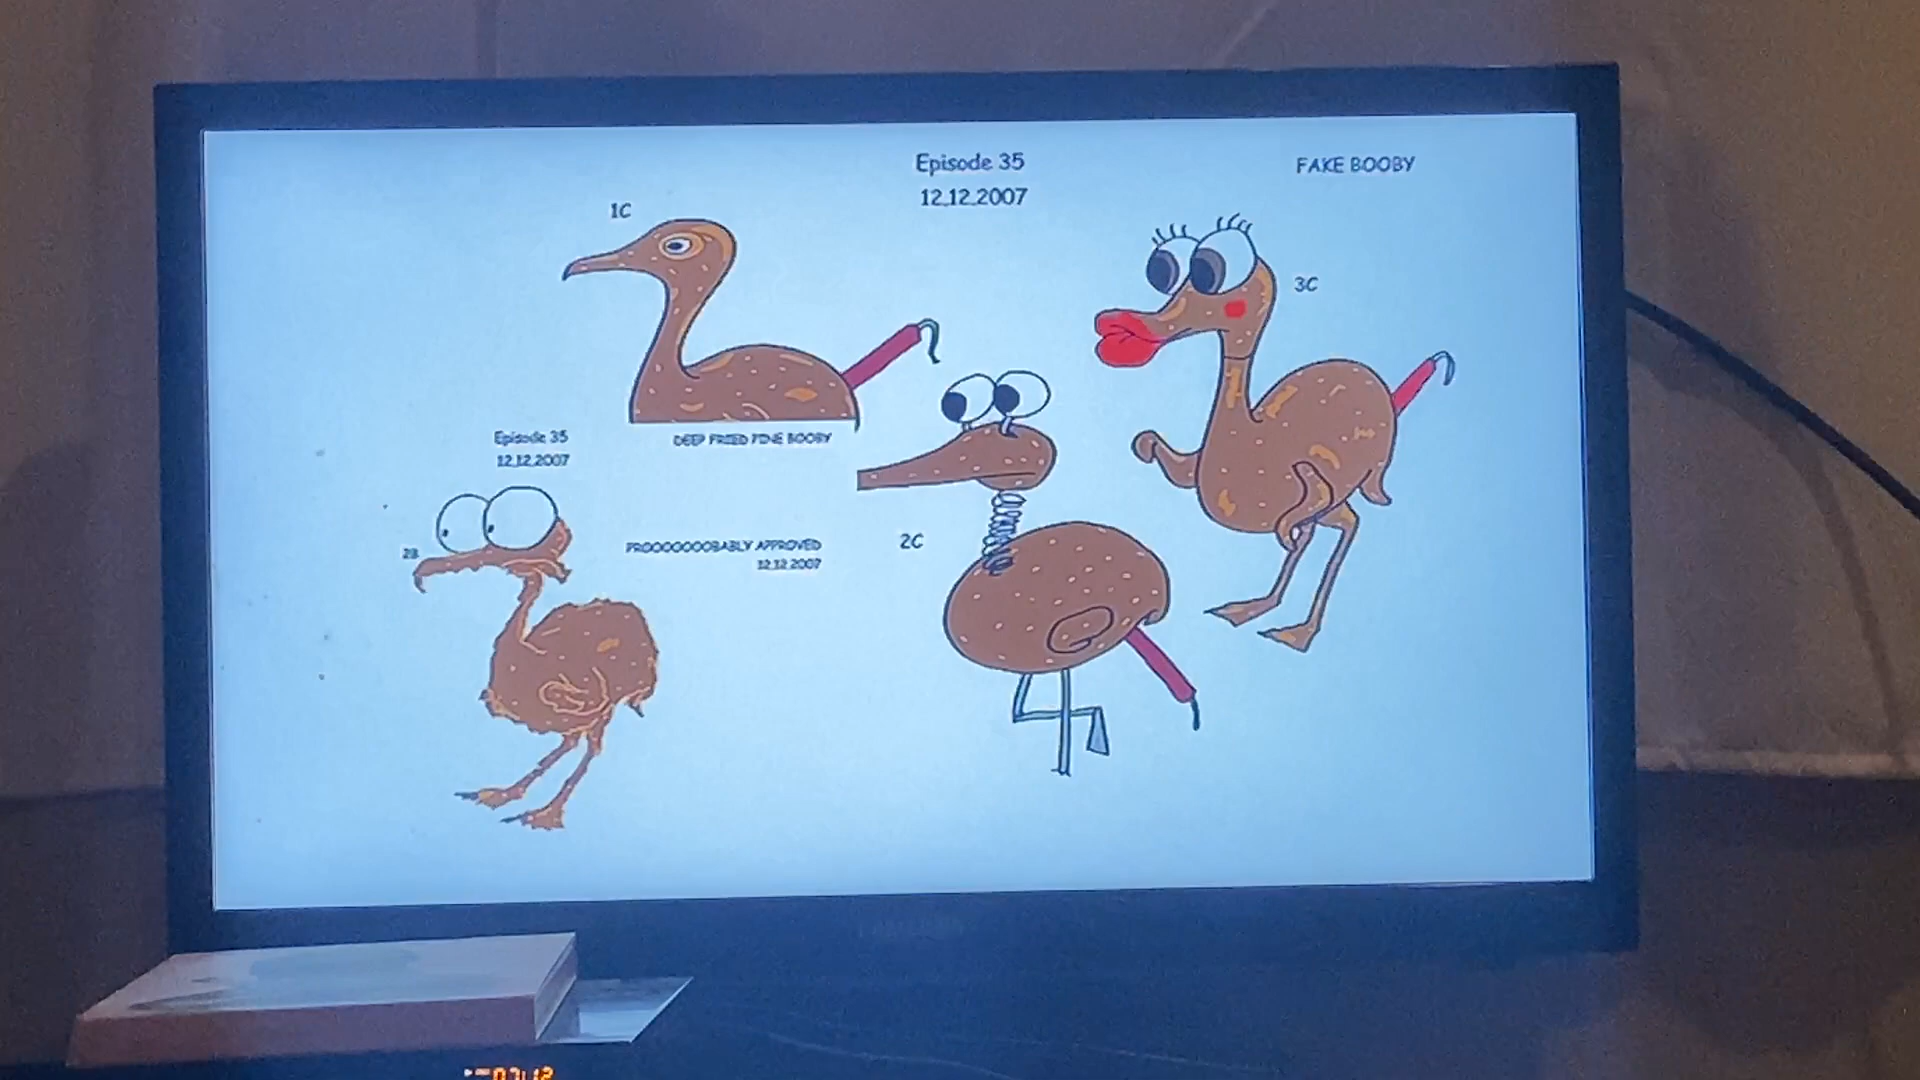 Episode 35
12.12.2007
FAKE BOOBY
1C
3C
DEEP FRIED PINE BOOBY
Episode 35
12.12.2007
2B
PROOOOOOOBABLY APPROVED
12.12.2007
2C